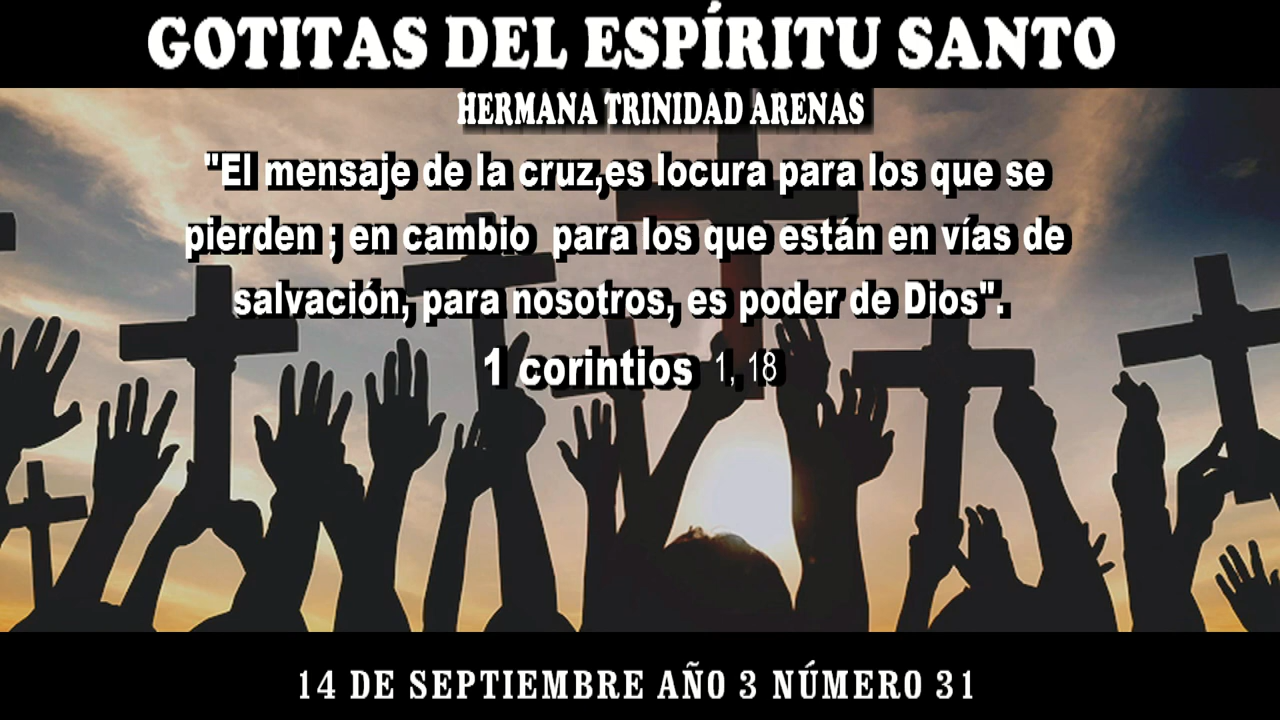 GOTITAS DEL ESPÍRITU SANTO
HERMANA TRINIDAD ARENAS
"El mensaje de la cruz,es locura para los que se
pierden ; en cambio para los que están en vías de
salvación, para nosotros, es poder de Dios".
1 corintios 1, 18
14 DE SEPTIEMBRE AÑO 3 NÚMERO 31